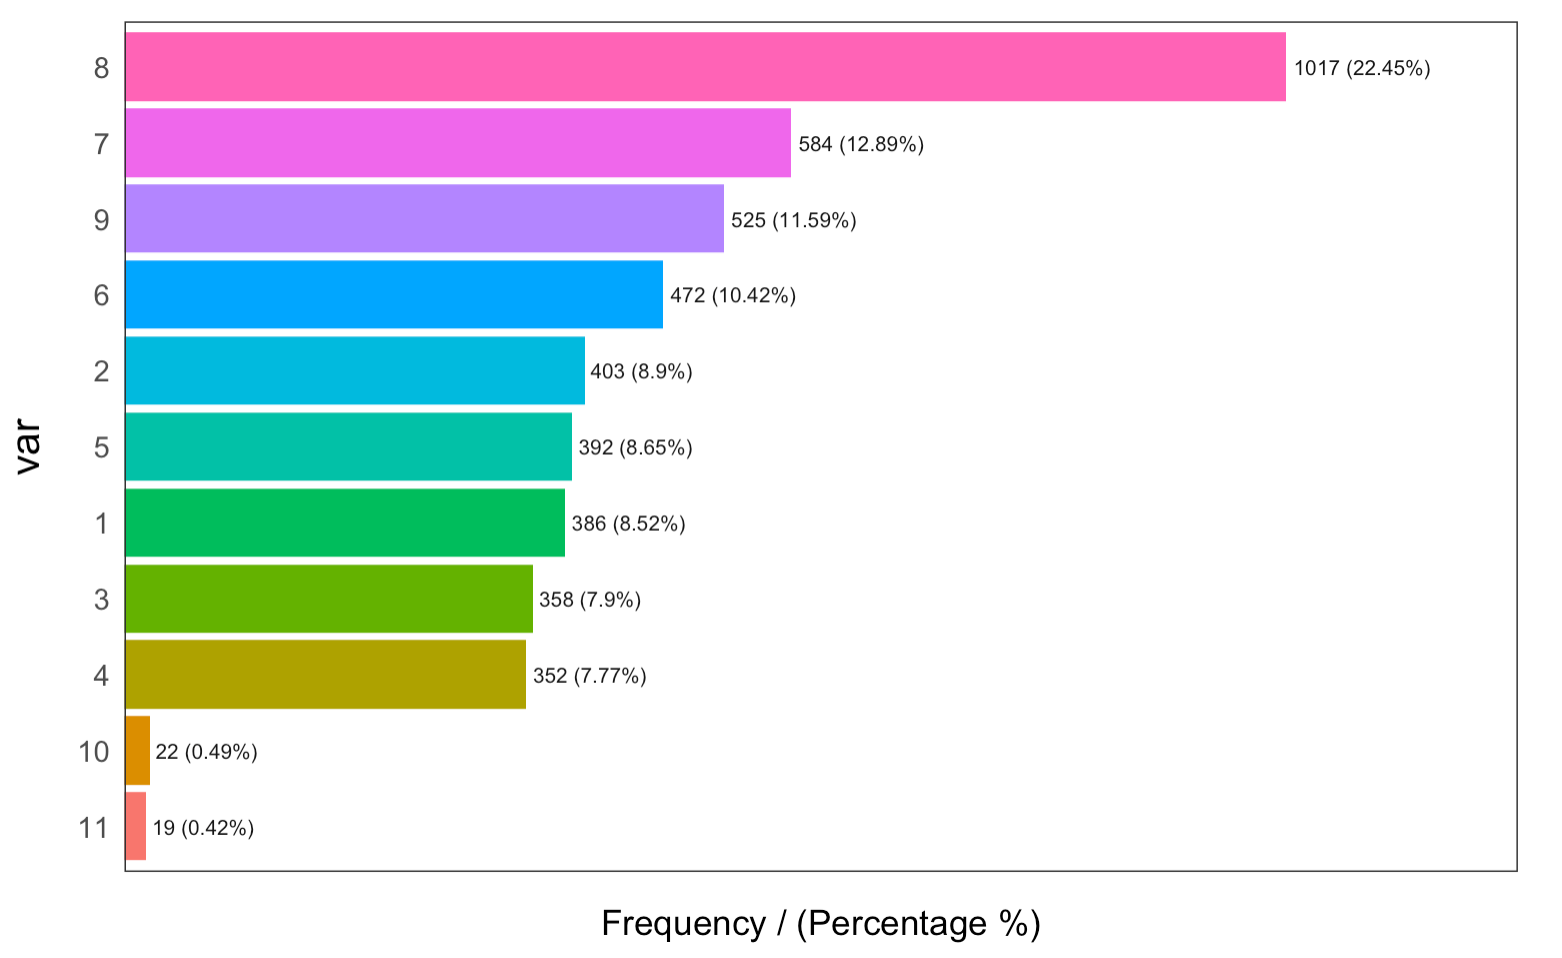 8 1017 (22.45%)
7 584 (12.89%)
9 525 (11.59%)
6 472 (10.42%)
2 403 (8.9%)
5 392 (8.65%)
1 386 (8.52%)
3 358 (7.9%)
4 352 (7.77%)
10 22 (0.49%)
11 19 (0.42%)
var
Frequency / (Percentage %)